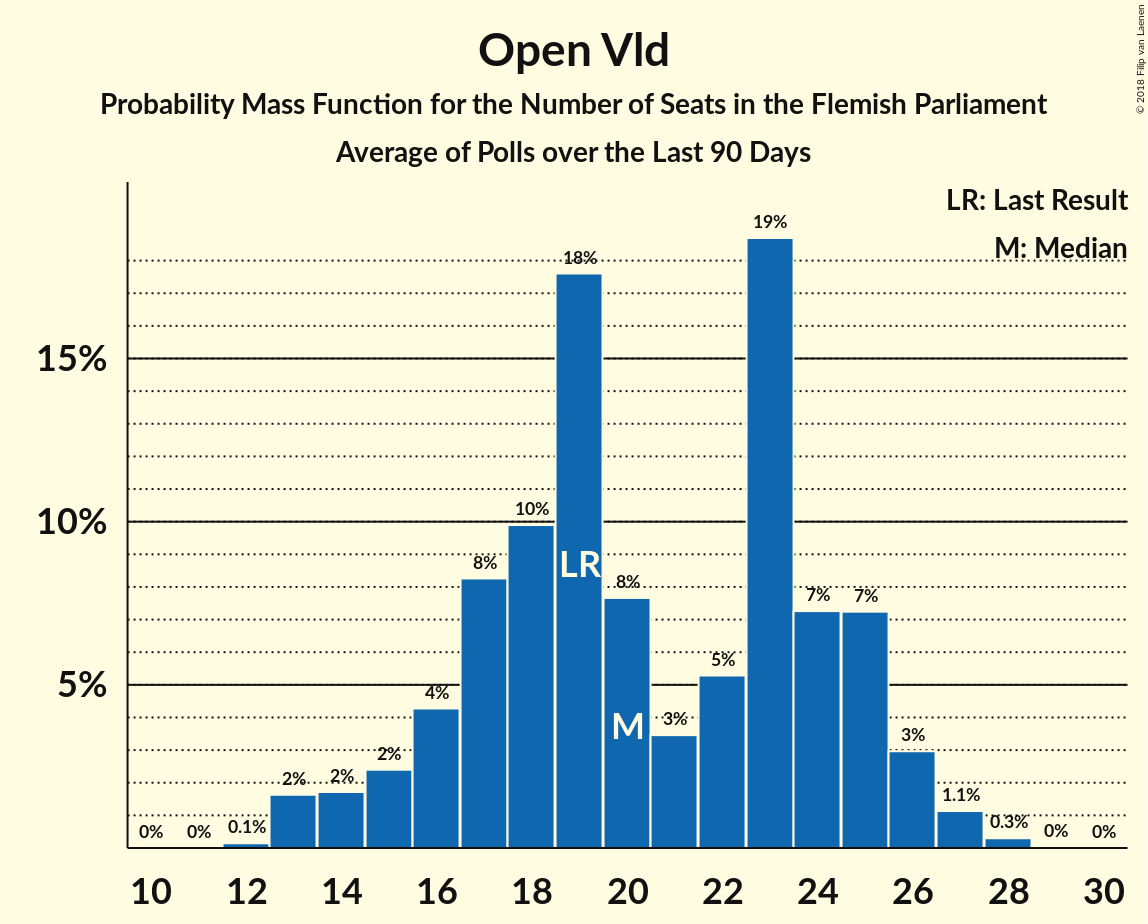 Open Vld
Probability Mass Function for the Number of Seats in the Flemish Parliament
Average of Polls over the Last 90 Days
© 2018 Filip van Laenen
LR: Last Result
M: Median
19%
18%
15%
10%
10%
8%
LR
8%
7%
7%
5%
5%
4%
M
3%
3%
2%
2%
2%
1.1%
0%
0%
0.1%
0.3%
0%
0%
10 12 14 16 18 20 22 24 26 28 30